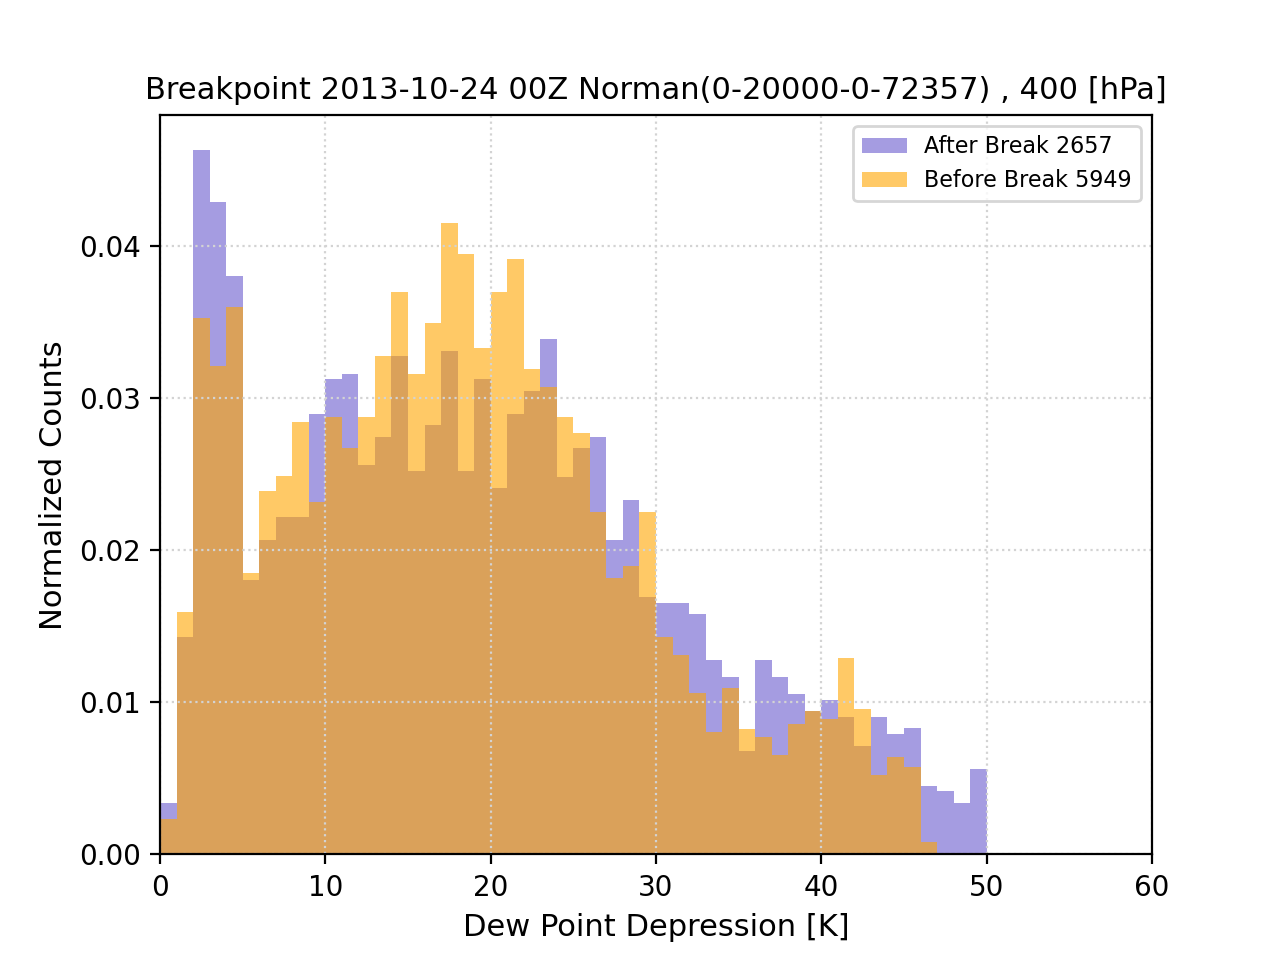 Breakpoint 2013-10-24 00Z Norman(0-20000-0-72357) , 400 [hPa]
After Break 2657
Before Break 5949
Normalized Counts
0.04
0.03
0.02
0.01
0.00
0 10 20 30 40 50 60
Dew Point Depression [K]